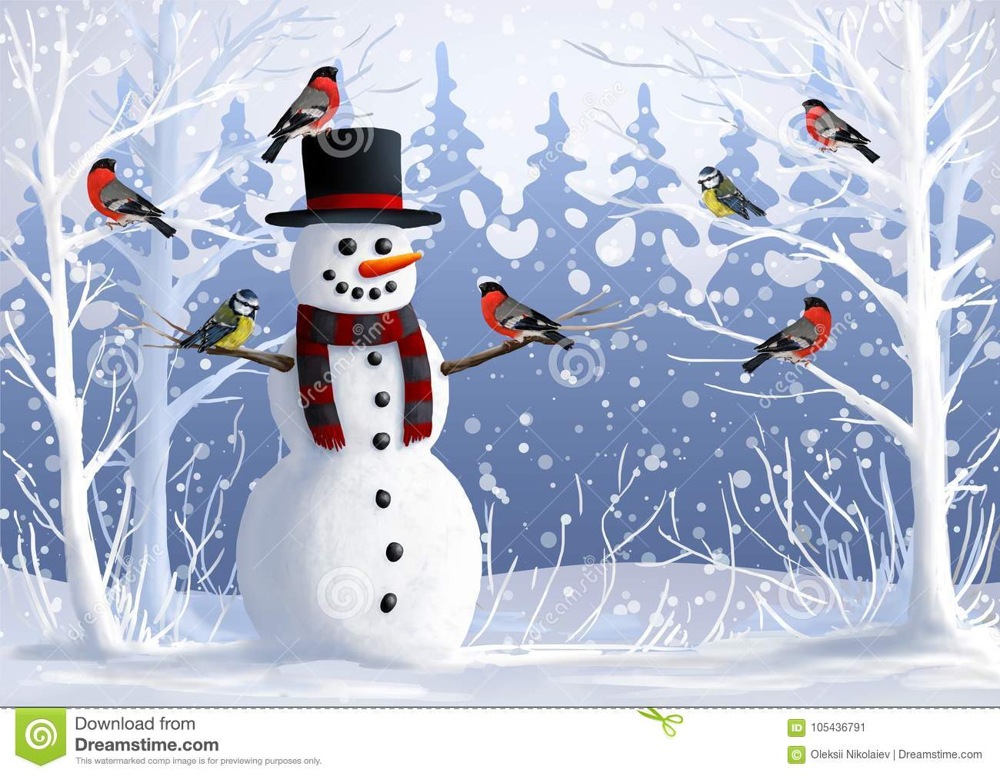 Download from
Dreamstime.com
This watermarked comp image is for previewing purposes only.
ID 105436791
© Oleksii Nikolaiev | Dreamstime.com